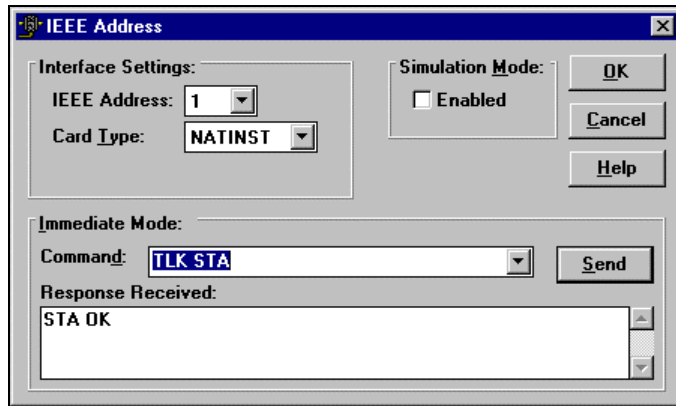 IEEE Address
Interface Settings:
IEEE Address: 1
Card Type: NATINST
Simulation Mode:
Enabled
OK
Cancel
Help
Immediate Mode:
Command: TLK STA
Send
Response Received:
STA OK